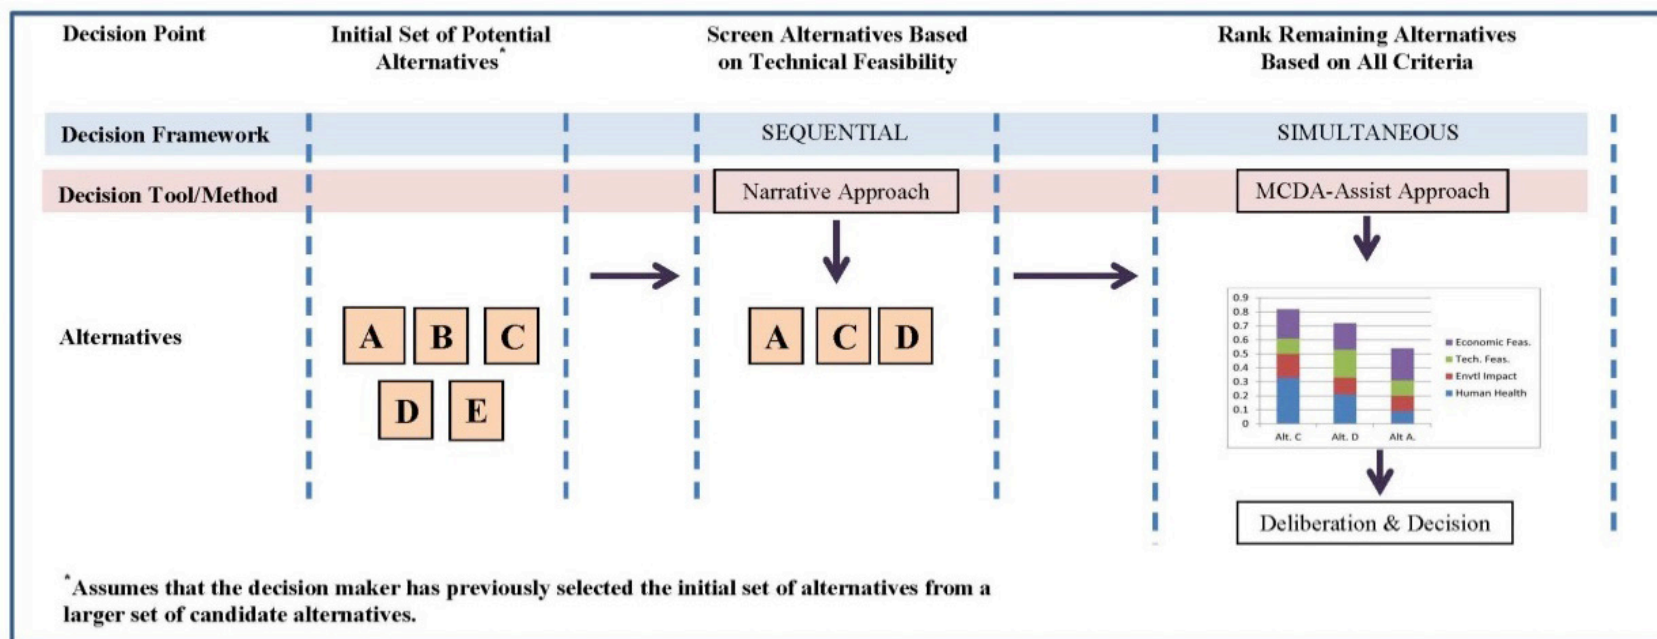 Decision Point
Initial Set of Potential
Alternatives*
Screen Alternatives Based
on Technical Feasibility
Rank Remaining Alternatives
Based on All Criteria
Decision Framework
SEQUENTIAL
SIMULTANEOUS
Decision Tool/Method
Narrative Approach
MCDA-Assist Approach
Alternatives
A B C
D E
A C D
0.9
0.8
0.7
0.6
0.5
0.4
0.3
0.2
0.1
0
Alt. C Alt. D Alt A.
Economic Feas.
Tech. Feas.
Envtl Impact
Human Health
Deliberation & Decision
*Assumes that the decision maker has previously selected the initial set of alternatives from a
larger set of candidate alternatives.